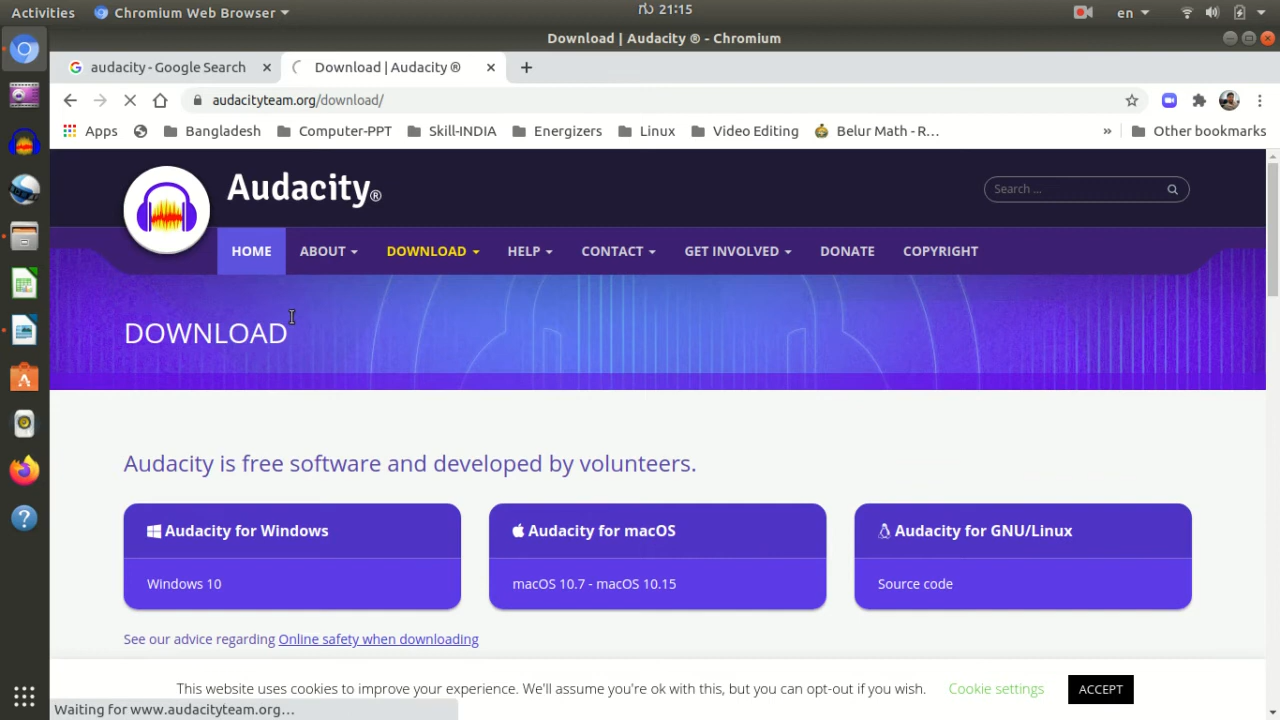 Activities
Chromium Web Browser
21:15
en
Download | Audacity ® - Chromium
audacity - Google Search
Download | Audacity ®
audacityteam.org/download/
Apps
Bangladesh
Computer-PPT
Skill-INDIA
Energizers
Linux
Video Editing
Belur Math - R...
»
Other bookmarks
Audacity®
Search ...
HOME
ABOUT
DOWNLOAD
HELP
CONTACT
GET INVOLVED
DONATE
COPYRIGHT
DOWNLOAD
Audacity is free software and developed by volunteers.
Audacity for Windows
Windows 10
Audacity for macOS
macOS 10.7 - macOS 10.15
Audacity for GNU/Linux
Source code
See our advice regarding Online safety when downloading
This website uses cookies to improve your experience. We'll assume you're ok with this, but you can opt-out if you wish.
Cookie settings
ACCEPT
Waiting for www.audacityteam.org...